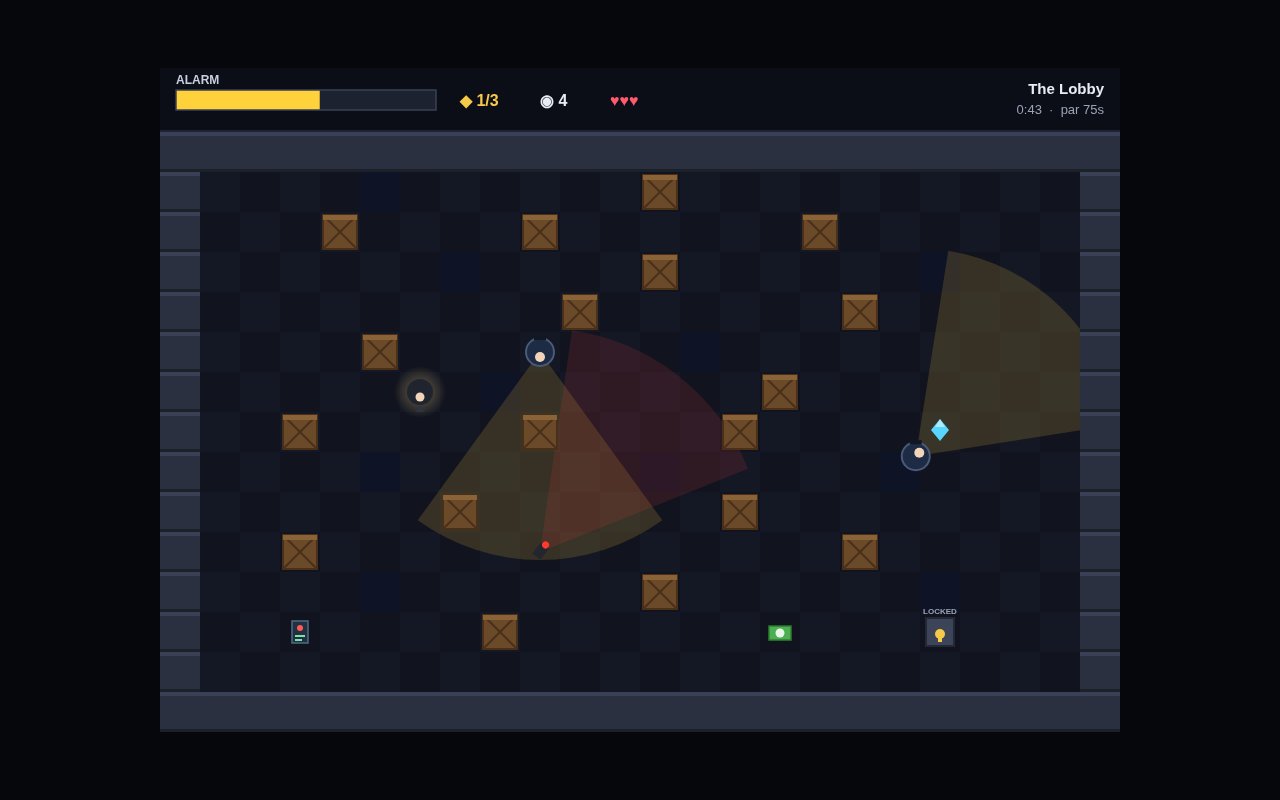 ALARM
◆ 1/3
◉ 4
♥♥♥
The Lobby
0:43 · par 75s
LOCKED